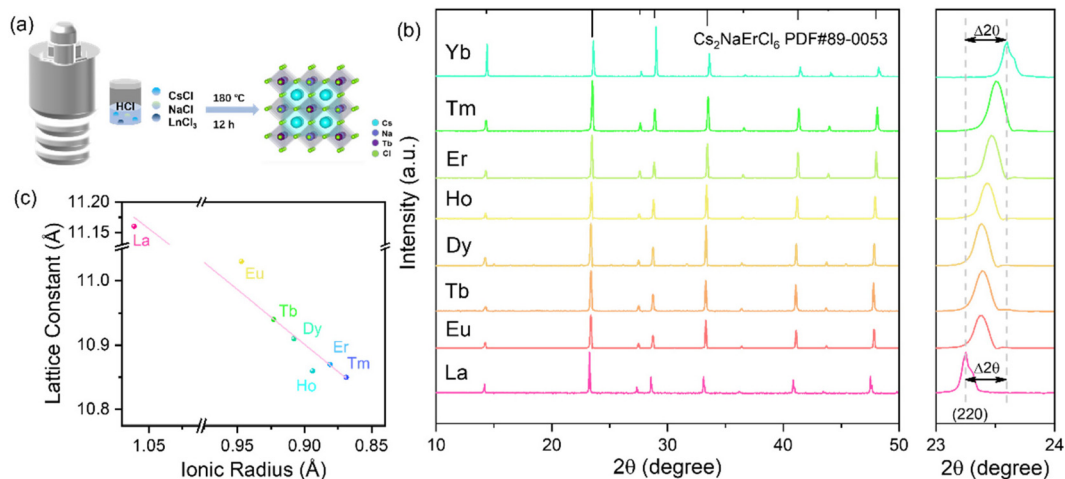 (a)
HCl
CsCl
NaCl
LnCl₃
180 ℃
12 h
Cs
Na
Tb
Cl
(b)
Cs₂NaErCl₆ PDF#89-0053
Yb
Tm
Er
Ho
Dy
Tb
Eu
La
Intensity (a.u.)
10 20 30 40 50
2θ (degree)
Δ2θ
Δ2θ
(220)
23 24
2θ (degree)
(c)
11.20
11.15
11.0
10.9
10.8
Lattice Constant (Å)
La
Eu
Tb
Dy
Er
Ho
Tm
1.05 0.95 0.90 0.85
Ionic Radius (Å)